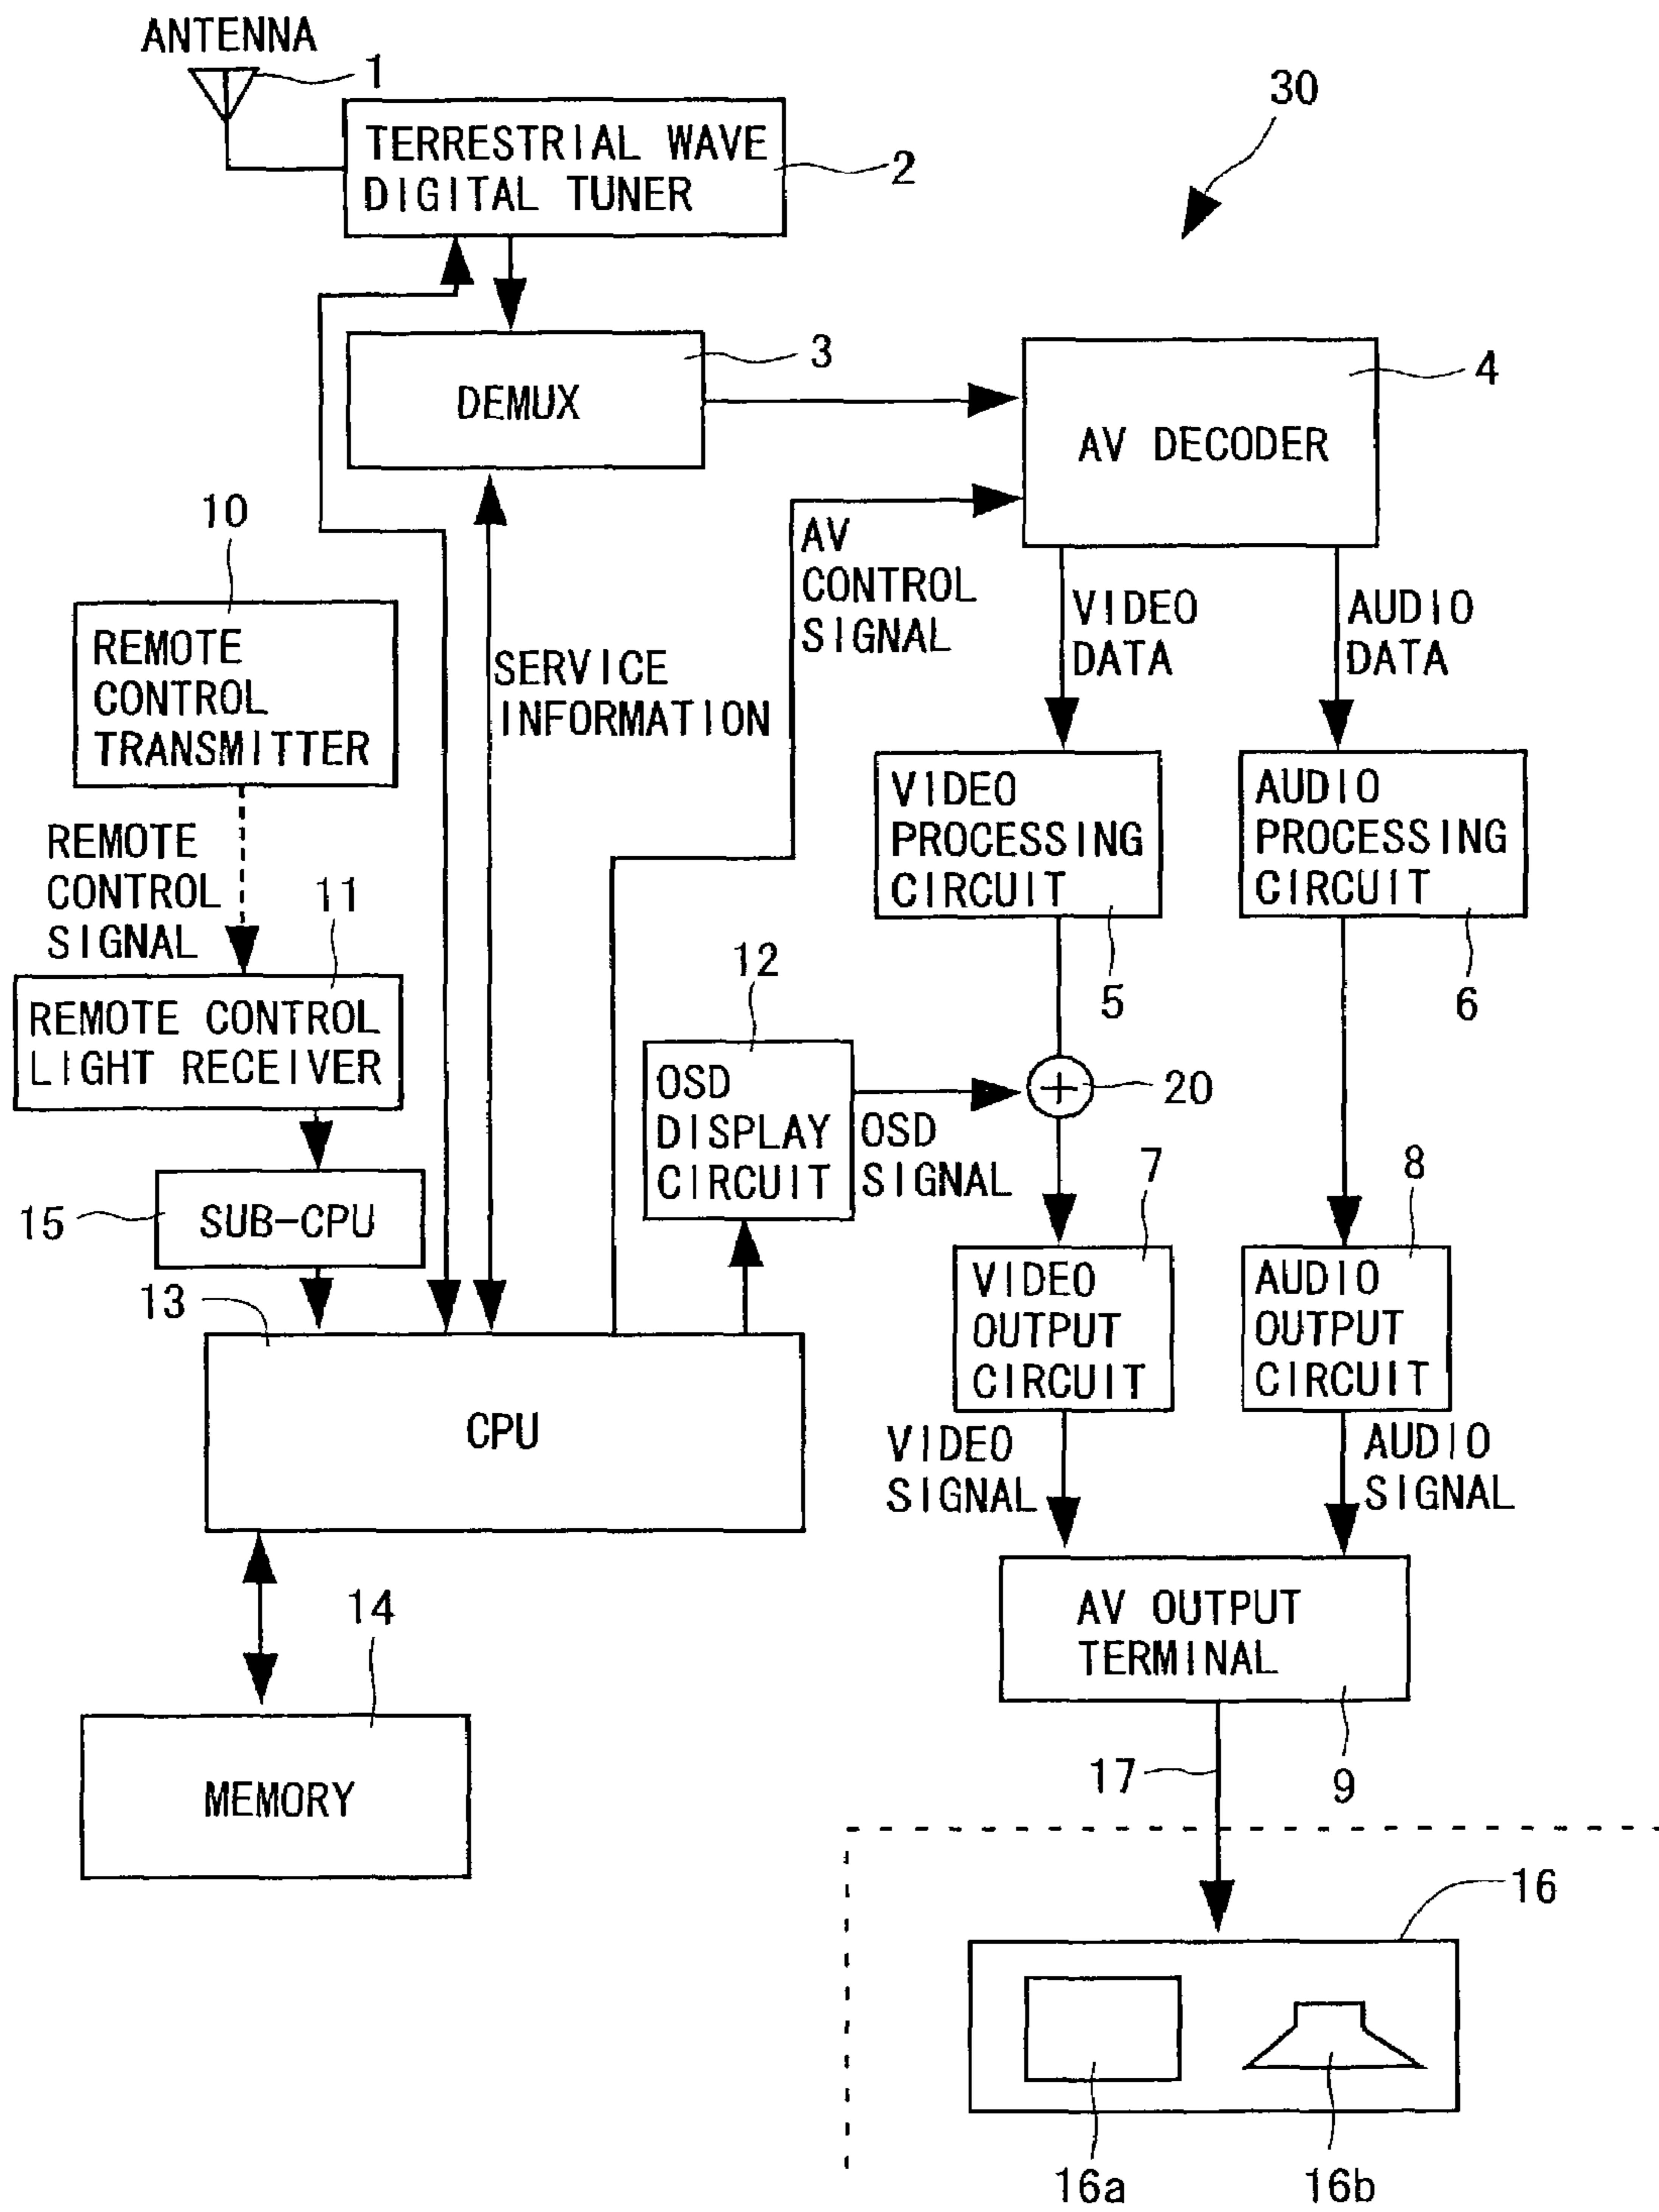 ANTENNA
1
30
TERRESTRIAL WAVE
DIGITAL TUNER
2
DEMUX
3
AV DECODER
4
AV
CONTROL
SIGNAL
VIDEO
DATA
AUDIO
DATA
SERVICE
INFORMATION
10
REMOTE
CONTROL
TRANSMITTER
REMOTE
CONTROL
SIGNAL
11
REMOTE CONTROL
LIGHT RECEIVER
15
SUB-CPU
13
CPU
14
MEMORY
VIDEO
PROCESSING
CIRCUIT
5
AUDIO
PROCESSING
CIRCUIT
6
12
OSD
DISPLAY
CIRCUIT
OSD
SIGNAL
+
20
7
VIDEO
OUTPUT
CIRCUIT
8
AUDIO
OUTPUT
CIRCUIT
VIDEO
SIGNAL
AUDIO
SIGNAL
AV OUTPUT
TERMINAL
9
17
16
16a
16b